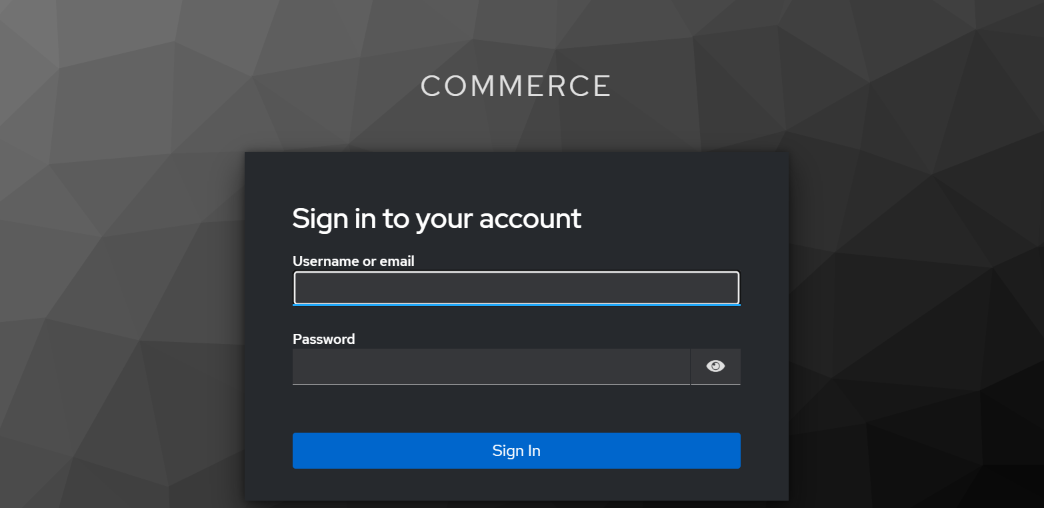 COMMERCE
Sign in to your account
Username or email
Password
Sign In